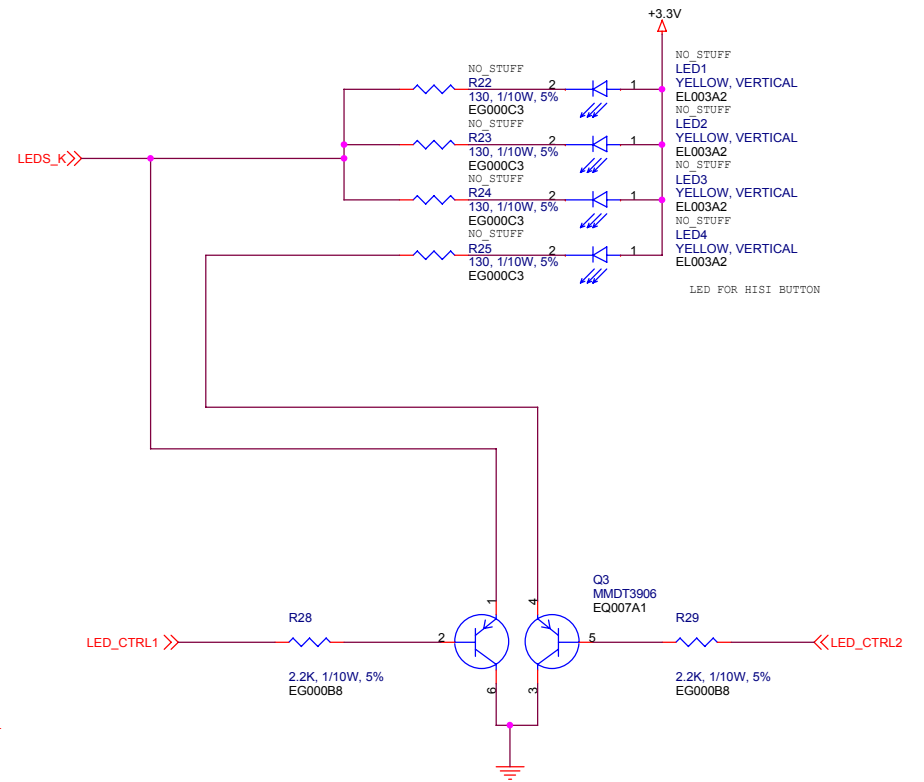 +3.3V
NO_STUFF
LED1
YELLOW, VERTICAL
EL003A2
NO_STUFF
R22
130, 1/10W, 5%
EG000C3
2
1
NO_STUFF
LED2
YELLOW, VERTICAL
EL003A2
NO_STUFF
R23
130, 1/10W, 5%
EG000C3
2
1
LEDS_K
NO_STUFF
LED3
YELLOW, VERTICAL
EL003A2
NO_STUFF
R24
130, 1/10W, 5%
EG000C3
2
1
NO_STUFF
LED4
YELLOW, VERTICAL
EL003A2
NO_STUFF
R25
130, 1/10W, 5%
EG000C3
2
1
LED FOR HISI BUTTON
Q3
MMDT3906
EQ007A1
1
4
R28
R29
LED_CTRL1
2
5
LED_CTRL2
2.2K, 1/10W, 5%
EG000B8
2.2K, 1/10W, 5%
EG000B8
6
3